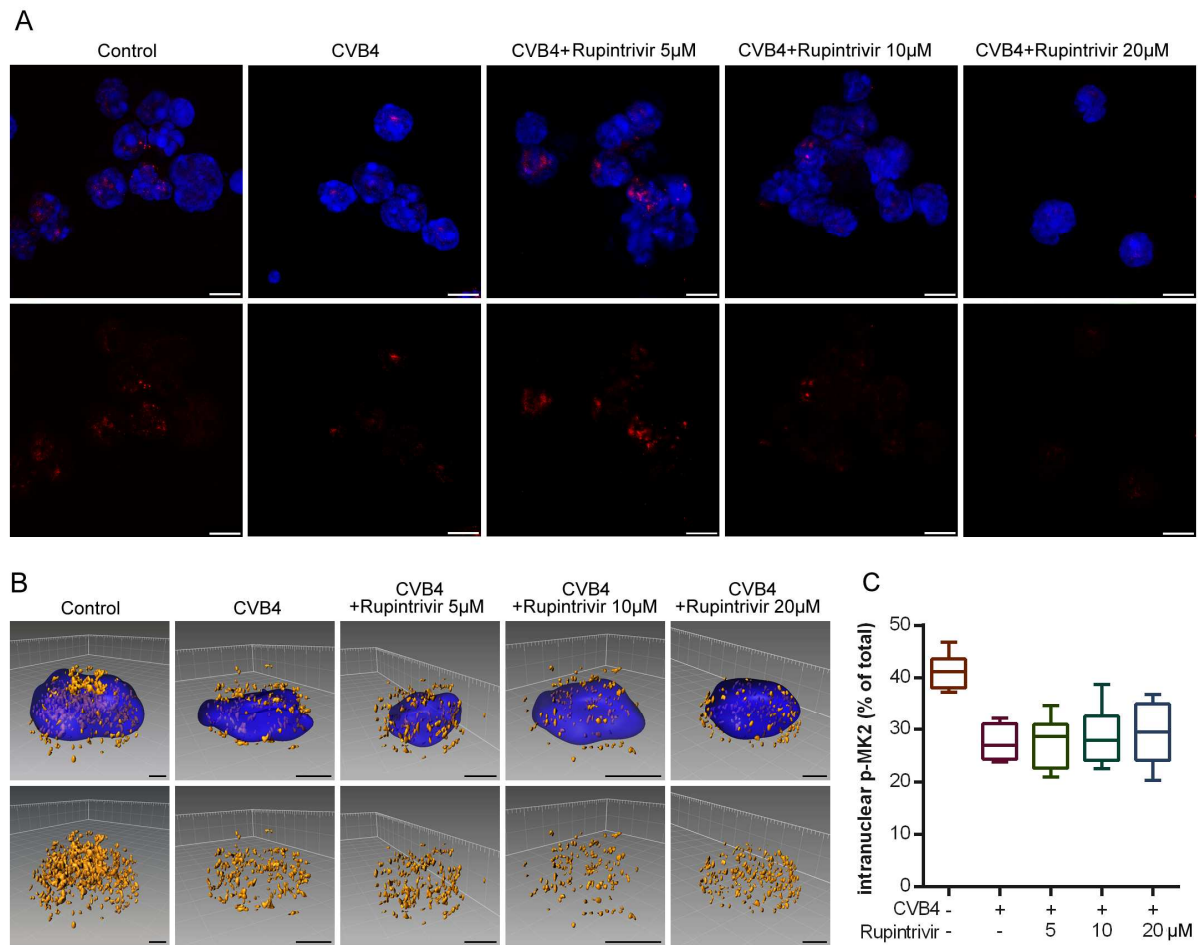 A
Control
CVB4
CVB4+Rupintrivir 5µM
CVB4+Rupintrivir 10µM
CVB4+Rupintrivir 20µM
B
Control
CVB4
CVB4
+Rupintrivir 5µM
CVB4
+Rupintrivir 10µM
CVB4
+Rupintrivir 20µM
C
intranuclear p-MK2 (% of total)
50
40
30
20
10
0
CVB4 - + + + +
Rupintrivir - - 5 10 20 µM